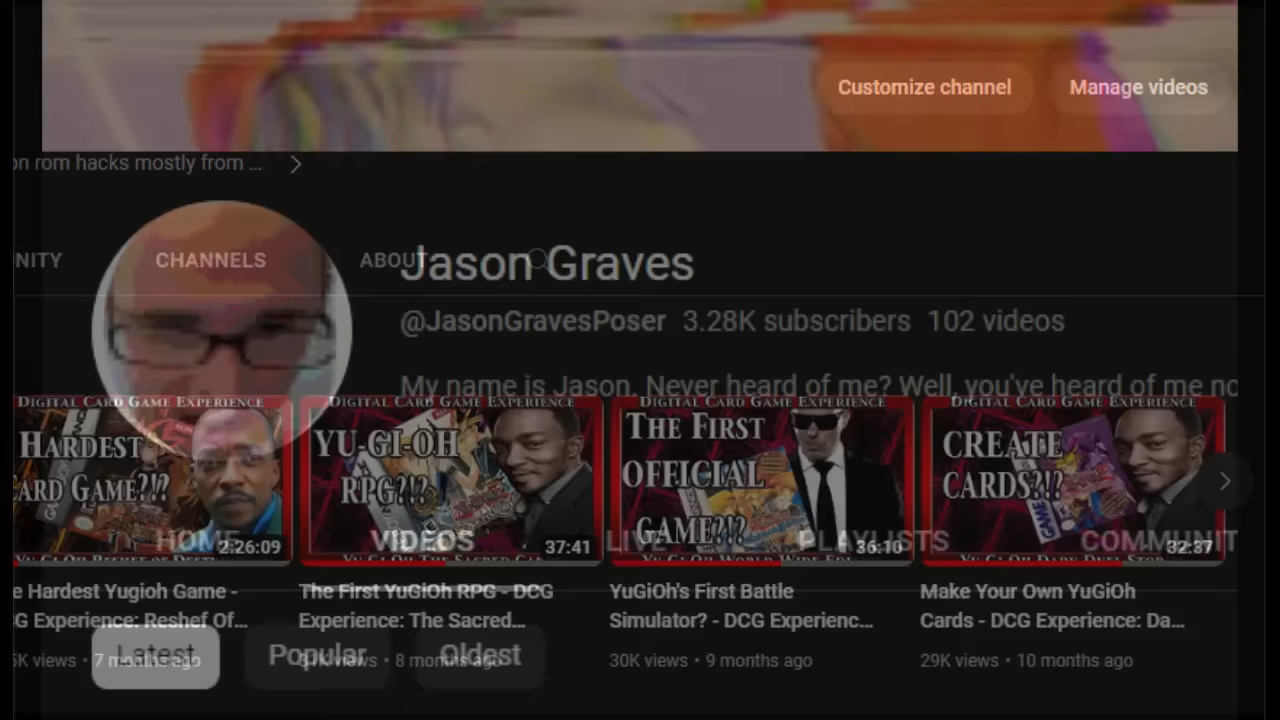 Customize channel
Manage videos
on rom hacks mostly from ...
NITY
CHANNELS
ABOUT
Jason Graves
@JasonGravesPoser 3.28K subscribers 102 videos
My name is Jason. Never heard of me? Well, you've heard of me no
DIGITAL CARD GAME EXPERIENCE
DIGITAL CARD GAME EXPERIENCE
DIGITAL CARD GAME EXPERIENCE
DIGITAL CARD GAME EXPERIENCE
HARDEST
ARD GAME?!?
YU-GI-OH
RPG?!?
THE FIRST
OFFICIAL
GAME?!?
CREATE
CARDS?!?
HOME
VIDEOS
LIVE
PLAYLISTS
COMMUNIT
2:26:09
37:41
36:10
32:37
e Hardest Yugioh Game -
G Experience: Reshef Of...
The First YuGiOh RPG - DCG
Experience: The Sacred...
YuGiOh's First Battle
Simulator? - DCG Experienc...
Make Your Own YuGiOh
Cards - DCG Experience: Da...
5K views • 7 months ago
views • 8 months ago
30K views • 9 months ago
29K views • 10 months ago
Latest
Popular
Oldest